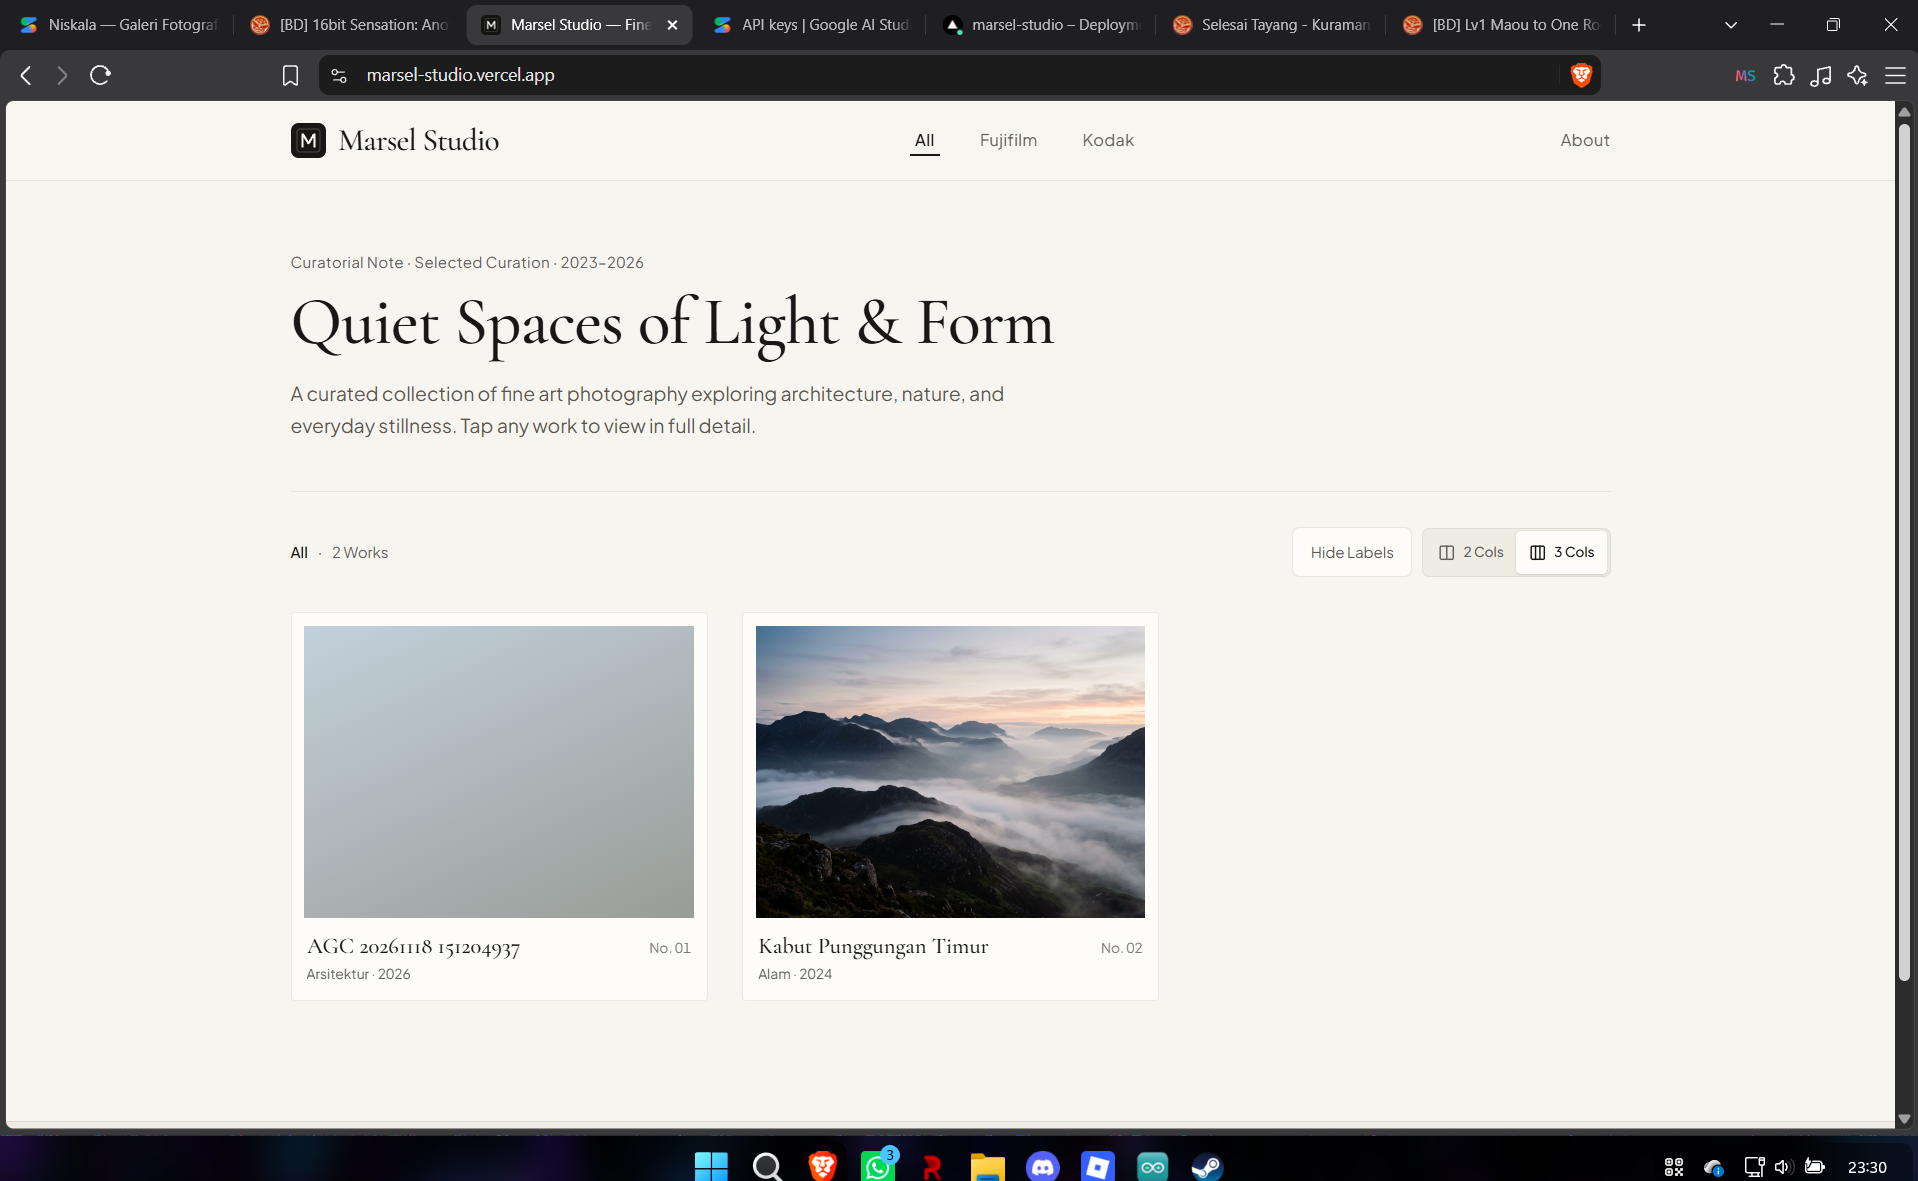 Niskala — Galeri Fotograf
[BD] 16bit Sensation: Ano
Marsel Studio — Fine
API keys | Google AI Stud
marsel-studio – Deploym
Selesai Tayang - Kuraman
[BD] Lv1 Maou to One Ro
marsel-studio.vercel.app
MS
M
Marsel Studio
All
Fujifilm
Kodak
About
Curatorial Note · Selected Curation · 2023–2026
Quiet Spaces of Light & Form
A curated collection of fine art photography exploring architecture, nature, and
everyday stillness. Tap any work to view in full detail.
All · 2 Works
Hide Labels
2 Cols
3 Cols
AGC 20261118 151204937
No. 01
Arsitektur · 2026
Kabut Punggungan Timur
No. 02
Alam · 2024
3
23:30